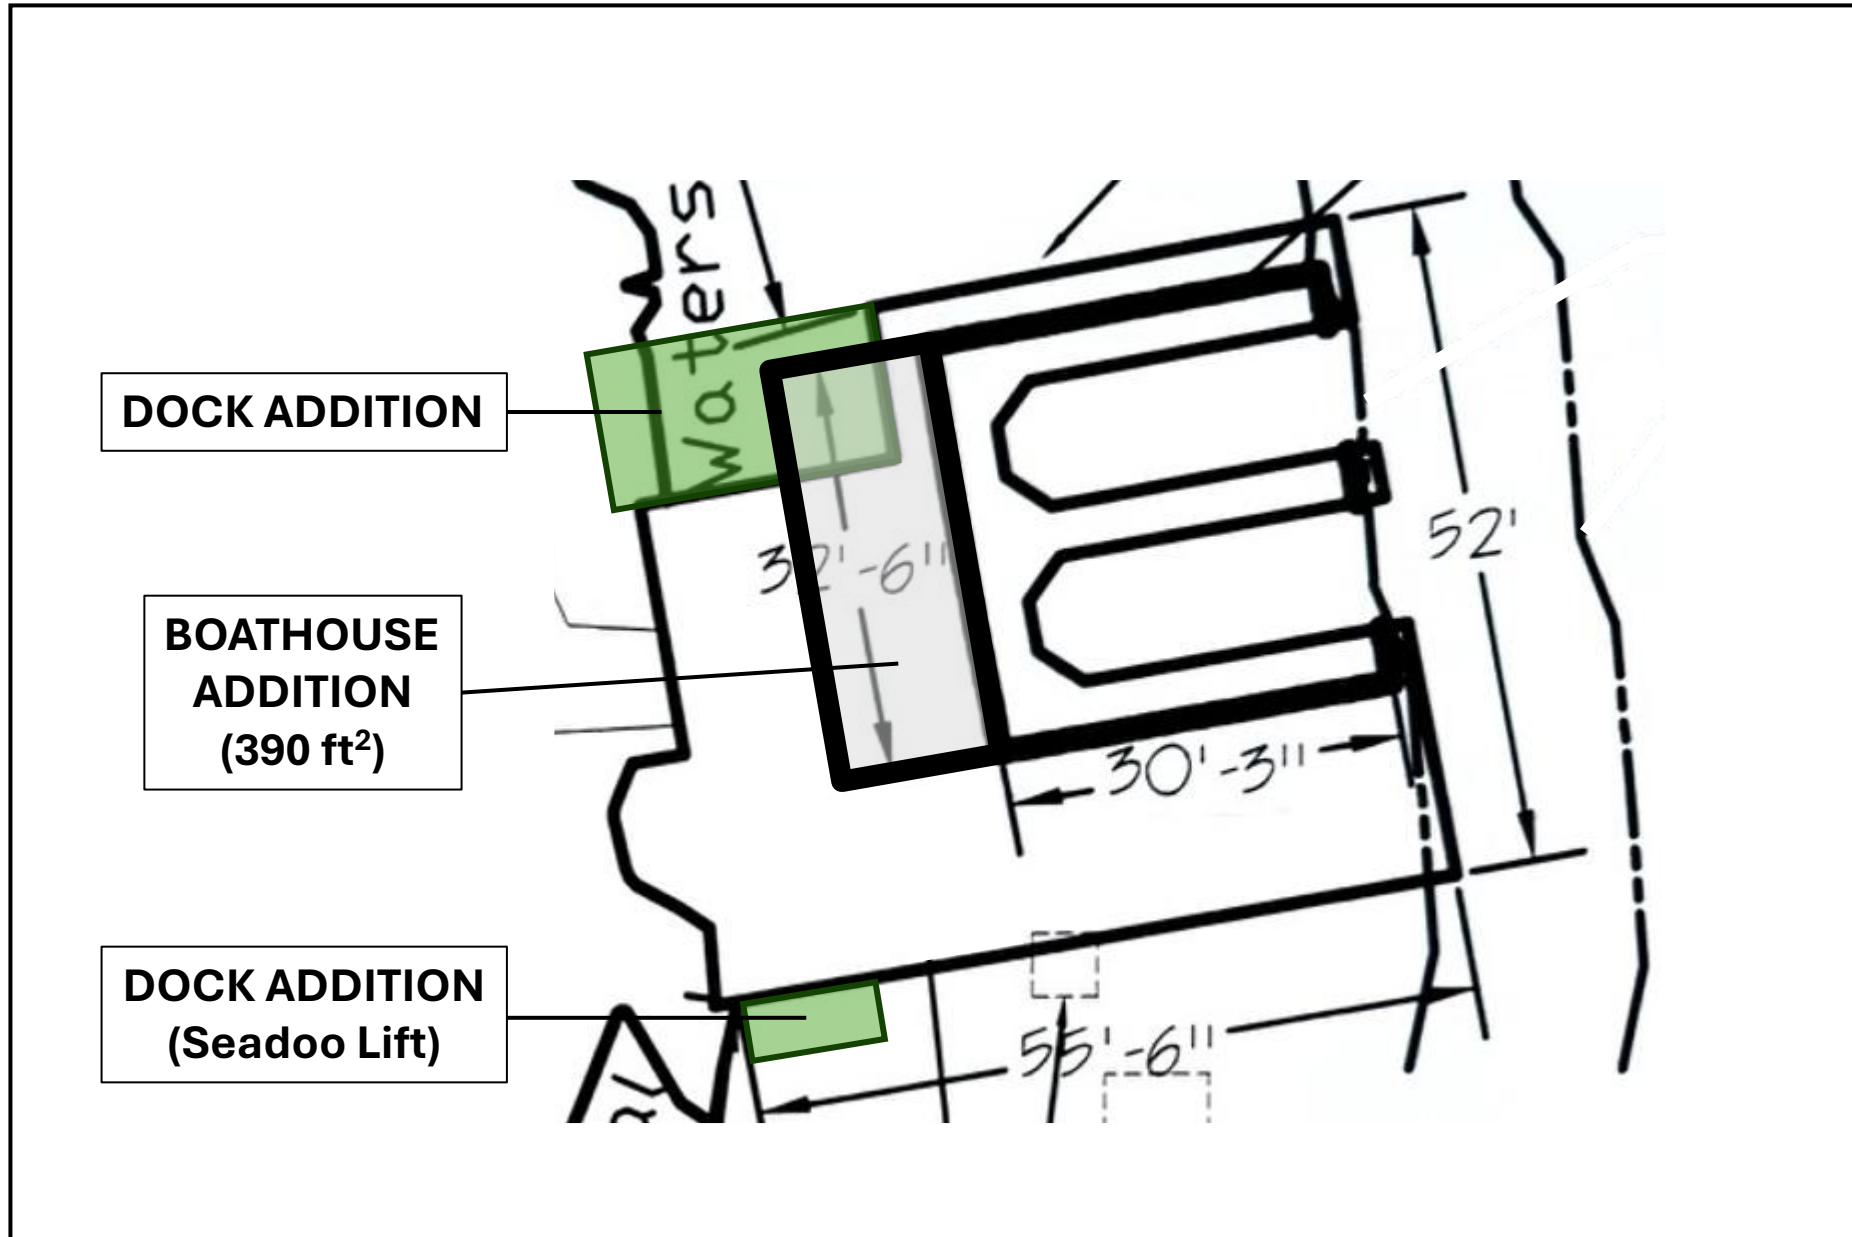 Waters
DOCK ADDITION
32'-6"
52'
BOATHOUSE
ADDITION
(390 ft²)
30'-3"
DOCK ADDITION
(Seadoo Lift)
55'-6"